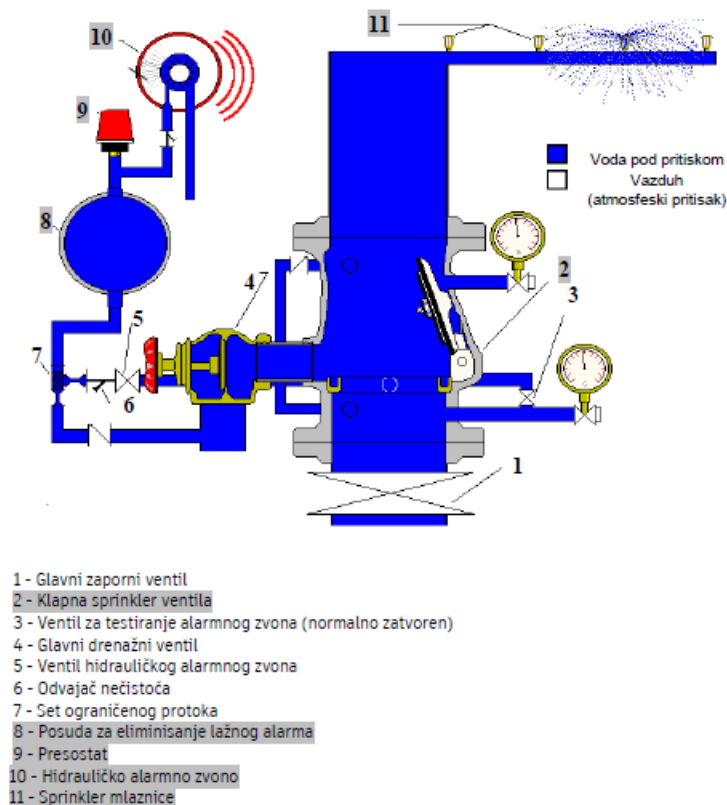 10
11
9
Voda pod pritiskom
Vazduh
(atmosfeski pritisak)
8
4
2
5
3
7
6
1
1 - Glavni zaporni ventil
2 - Klapna sprinkler ventila
3 - Ventil za testiranje alarmnog zvona (normalno zatvoren)
4 - Glavni drenažni ventil
5 - Ventil hidrauličkog alarmnog zvona
6 - Odvajač nečistoća
7 - Set ograničenog protoka
8 - Posuda za eliminisanje lažnog alarma
9 - Presostat
10 - Hidrauličko alarmno zvono
11 - Sprinkler mlaznice